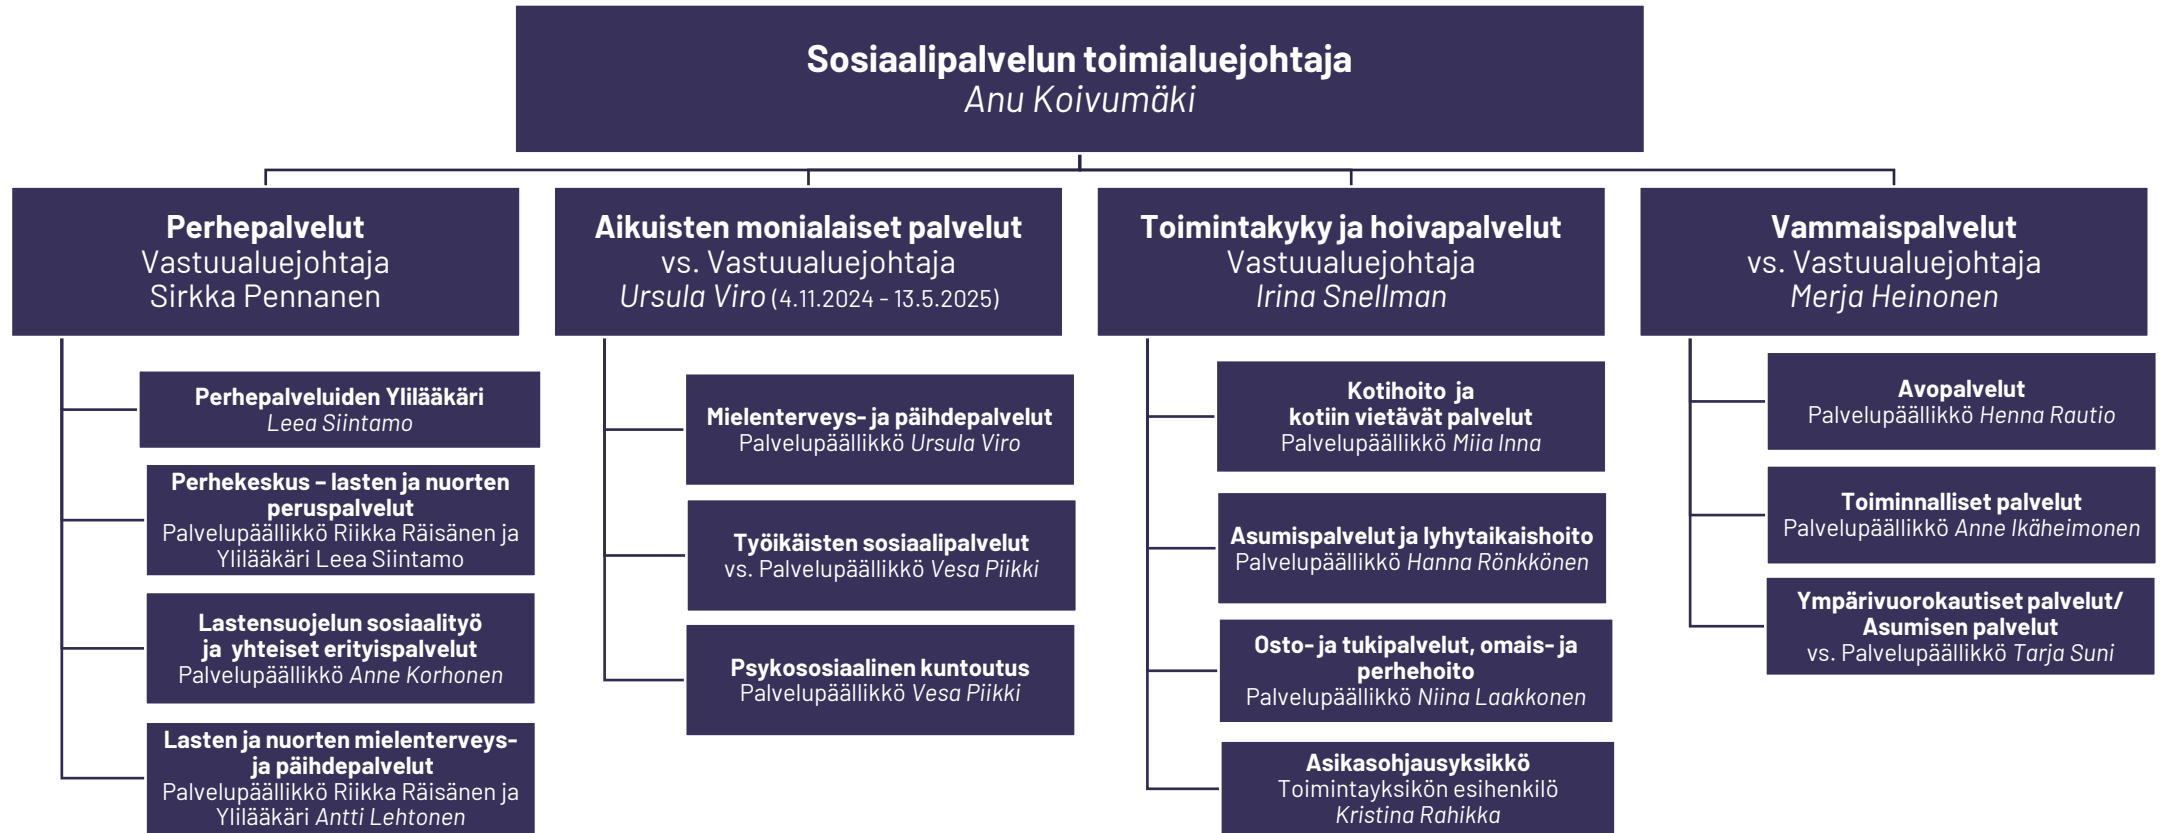 Sosiaalipalvelun toimialuejohtaja
Anu Koivumäki
Perhepalvelut
Vastuualuejohtaja
Sirkka Pennanen
Perhepalveluiden Ylilääkäri
Leea Siintamo
Perhekeskus – lasten ja nuorten
peruspalvelut
Palvelupäällikkö Riikka Räisänen ja
Ylilääkäri Leea Siintamo
Lastensuojelun sosiaalityö
ja yhteiset erityispalvelut
Palvelupäällikkö Anne Korhonen
Lasten ja nuorten mielenterveys-
ja päihdepalvelut
Palvelupäällikkö Riikka Räisänen ja
Ylilääkäri Antti Lehtonen
Aikuisten monialaiset palvelut
vs. Vastuualuejohtaja
Ursula Viro (4.11.2024 - 13.5.2025)
Mielenterveys- ja päihdepalvelut
Palvelupäällikkö Ursula Viro
Työikäisten sosiaalipalvelut
vs. Palvelupäällikkö Vesa Piikki
Psykososiaalinen kuntoutus
Palvelupäällikkö Vesa Piikki
Toimintakyky ja hoivapalvelut
Vastuualuejohtaja
Irina Snellman
Kotihoito ja
kotiin vietävät palvelut
Palvelupäällikkö Miia Inna
Asumispalvelut ja lyhytaikaishoito
Palvelupäällikkö Hanna Rönkkönen
Osto- ja tukipalvelut, omais- ja
perhehoito
Palvelupäällikkö Niina Laakkonen
Asikasohjausyksikkö
Toimintayksikön esihenkilö
Kristina Rahikka
Vammaispalvelut
vs. Vastuualuejohtaja
Merja Heinonen
Avopalvelut
Palvelupäällikkö Henna Rautio
Toiminnalliset palvelut
Palvelupäällikkö Anne Ikäheimonen
Ympärivuorokautiset palvelut/
Asumisen palvelut
vs. Palvelupäällikkö Tarja Suni